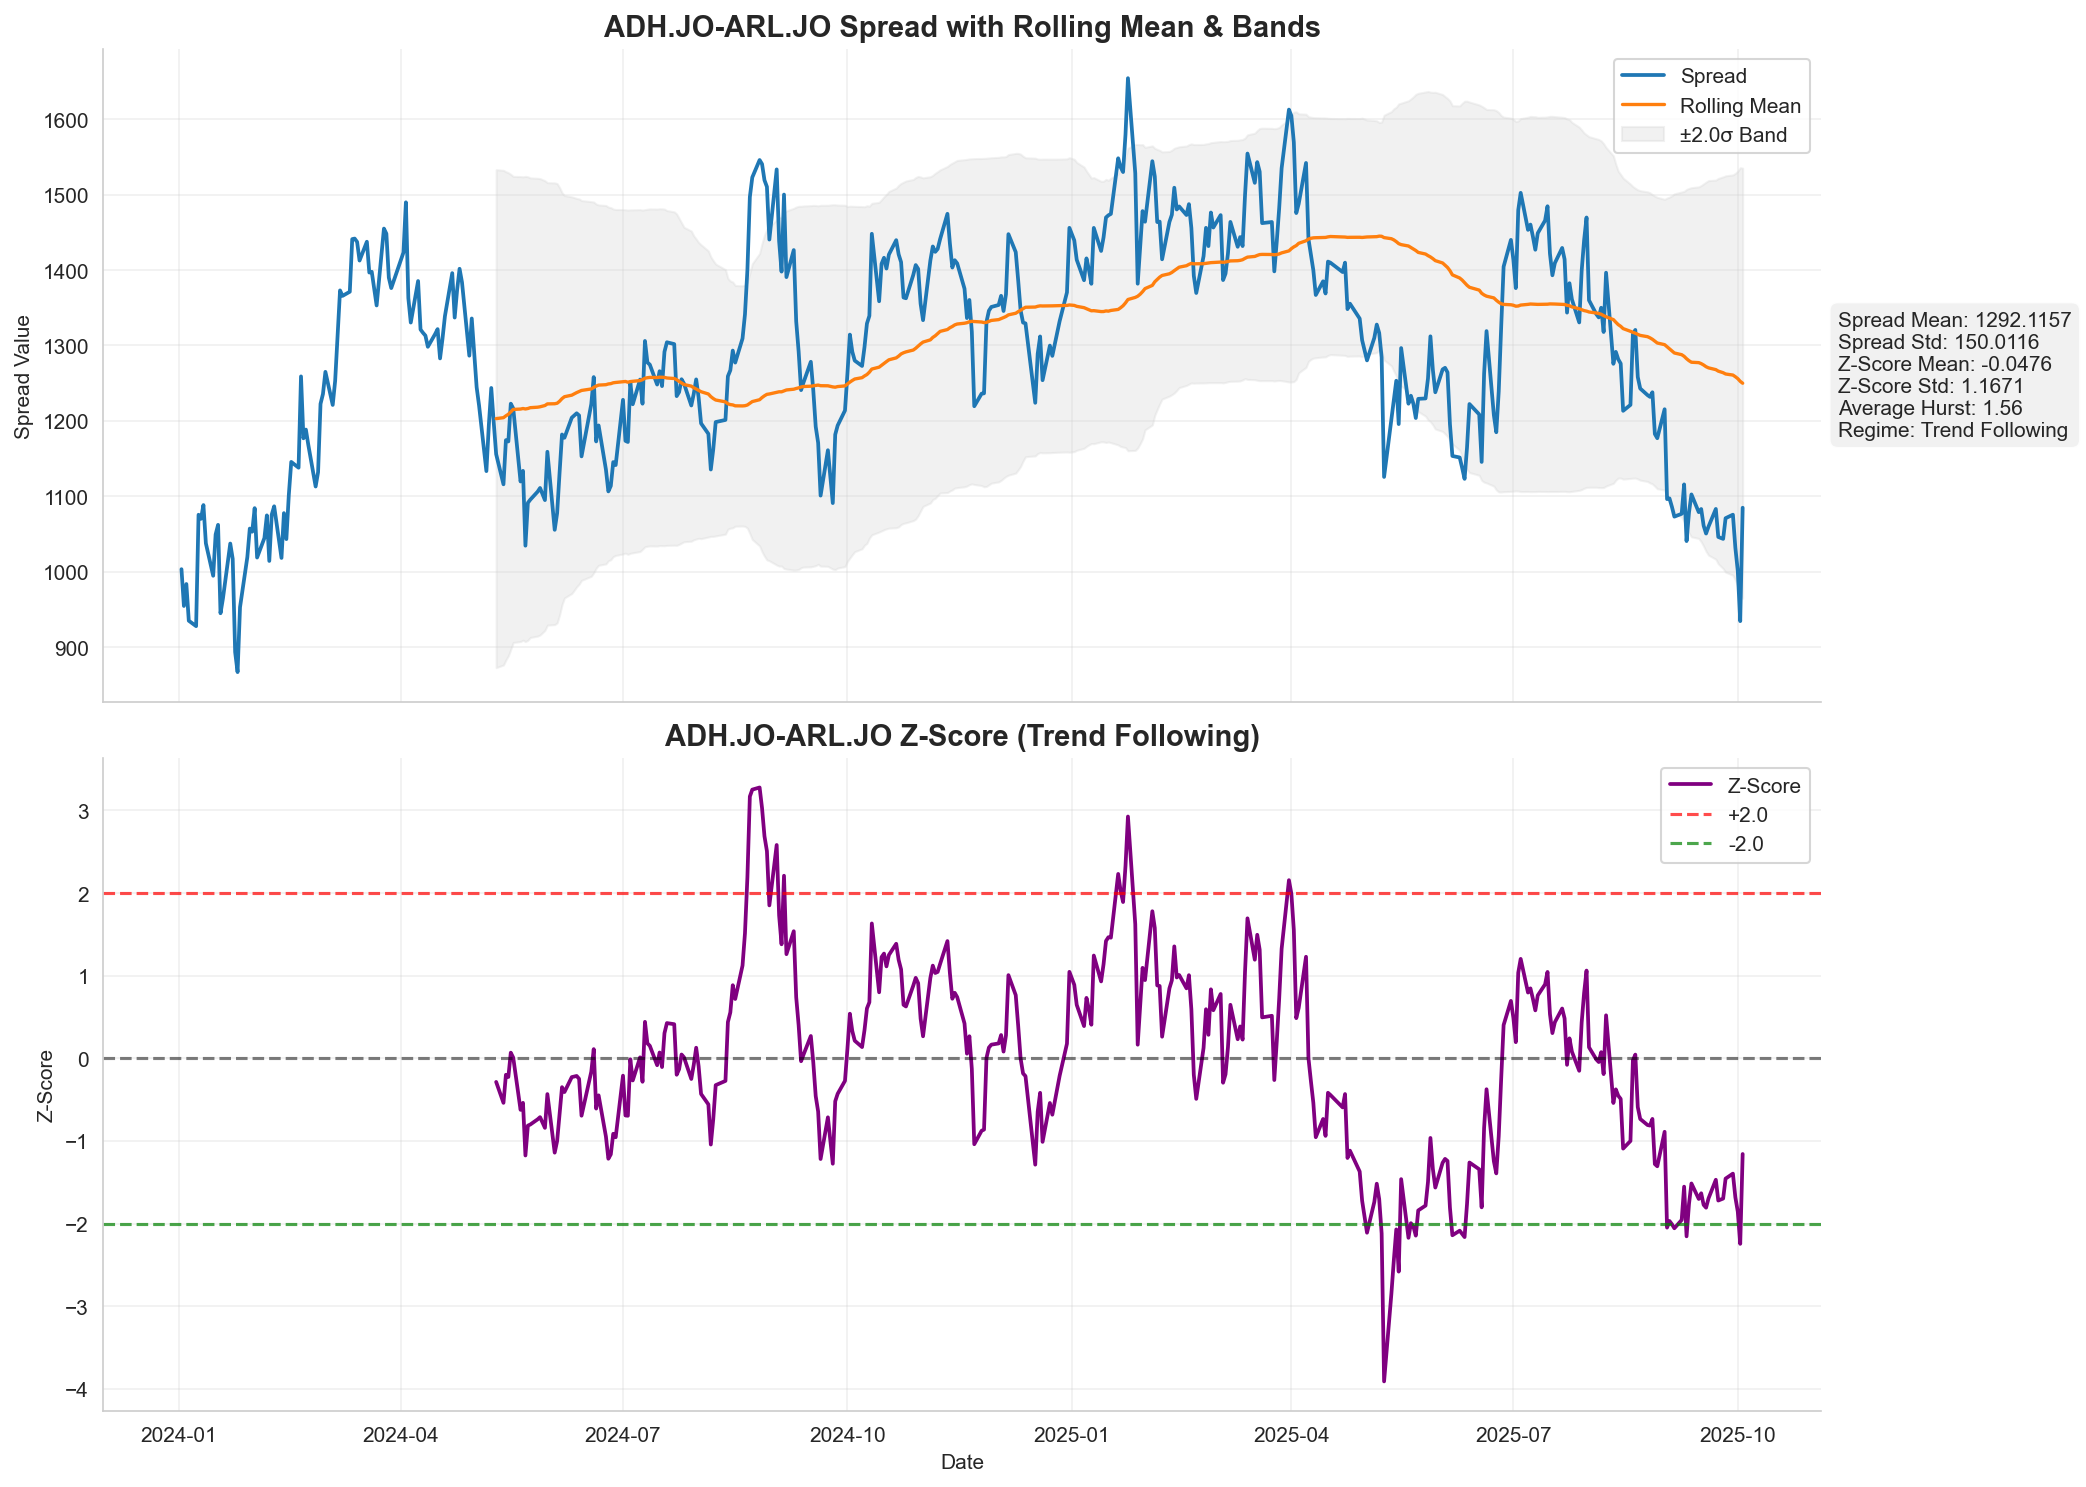 ADH.JO-ARL.JO Spread with Rolling Mean & Bands
Spread
Rolling Mean
±2.0σ Band
1600
1500
1400
1300
1200
1100
1000
900
Spread Value
Spread Mean: 1292.1157
Spread Std: 150.0116
Z-Score Mean: -0.0476
Z-Score Std: 1.1671
Average Hurst: 1.56
Regime: Trend Following
ADH.JO-ARL.JO Z-Score (Trend Following)
Z-Score
+2.0
-2.0
3
2
1
0
−1
−2
−3
−4
Z-Score
2024-01
2024-04
2024-07
2024-10
2025-01
2025-04
2025-07
2025-10
Date